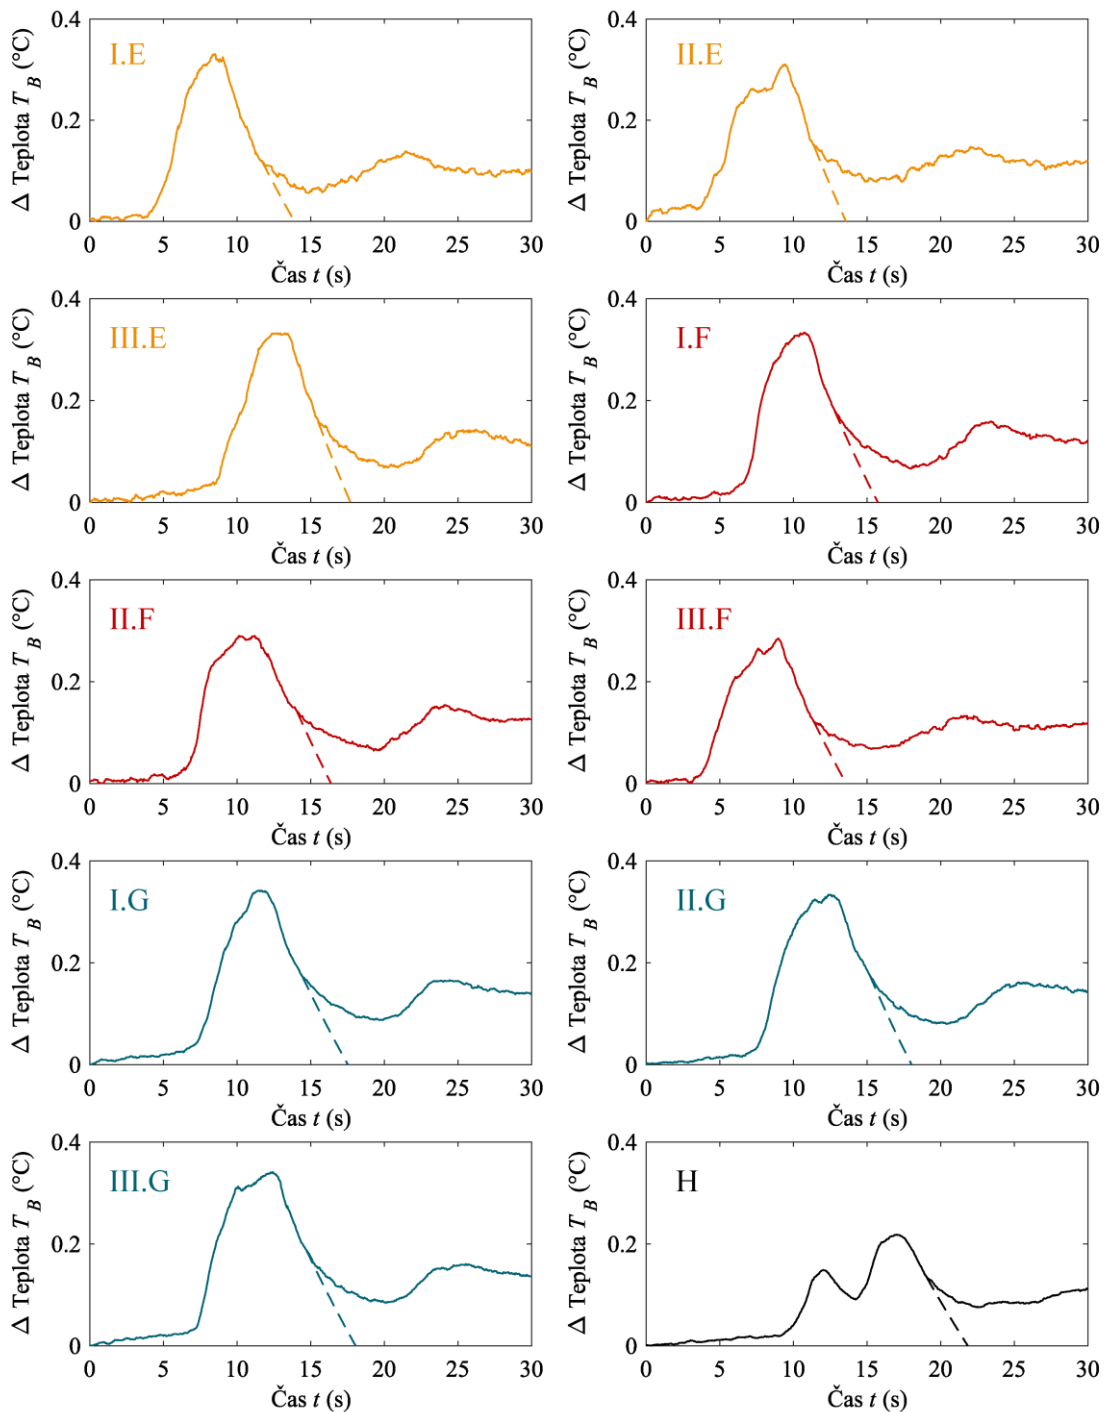 0.4
0.2
0
Δ Teplota T_B (°C)
I.E
0 5 10 15 20 25 30
Čas t (s)
0.4
0.2
0
Δ Teplota T_B (°C)
II.E
0 5 10 15 20 25 30
Čas t (s)
0.4
0.2
0
Δ Teplota T_B (°C)
III.E
0 5 10 15 20 25 30
Čas t (s)
0.4
0.2
0
Δ Teplota T_B (°C)
I.F
0 5 10 15 20 25 30
Čas t (s)
0.4
0.2
0
Δ Teplota T_B (°C)
II.F
0 5 10 15 20 25 30
Čas t (s)
0.4
0.2
0
Δ Teplota T_B (°C)
III.F
0 5 10 15 20 25 30
Čas t (s)
0.4
0.2
0
Δ Teplota T_B (°C)
I.G
0 5 10 15 20 25 30
Čas t (s)
0.4
0.2
0
Δ Teplota T_B (°C)
II.G
0 5 10 15 20 25 30
Čas t (s)
0.4
0.2
0
Δ Teplota T_B (°C)
III.G
0 5 10 15 20 25 30
Čas t (s)
0.4
0.2
0
Δ Teplota T_B (°C)
H
0 5 10 15 20 25 30
Čas t (s)